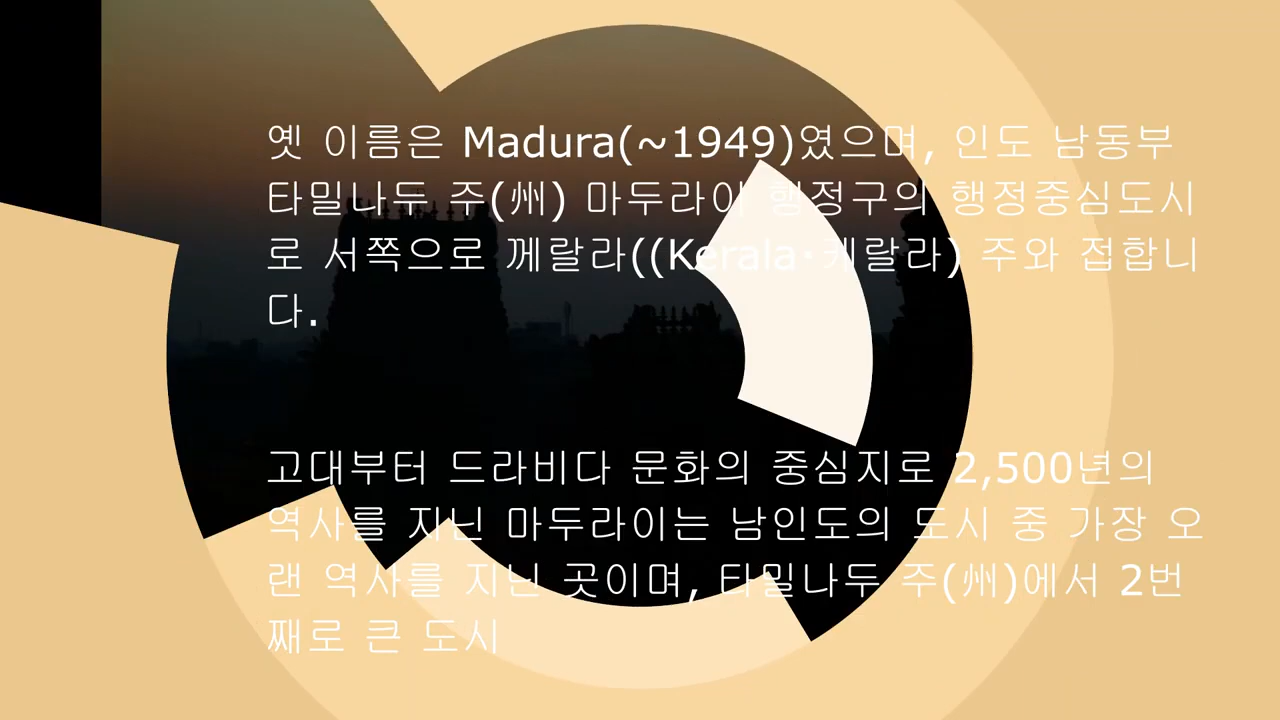 옛 이름은 Madura(~1949)였으며, 인도 남동부
타밀나두 주(州) 마두라이 행정구의 행정중심도시
로 서쪽으로 께랄라((Kerala·케랄라) 주와 접합니
다.
고대부터 드라비다 문화의 중심지로 2,500년의
역사를 지닌 마두라이는 남인도의 도시 중 가장 오
랜 역사를 지닌 곳이며, 타밀나두 주(州)에서 2번
째로 큰 도시